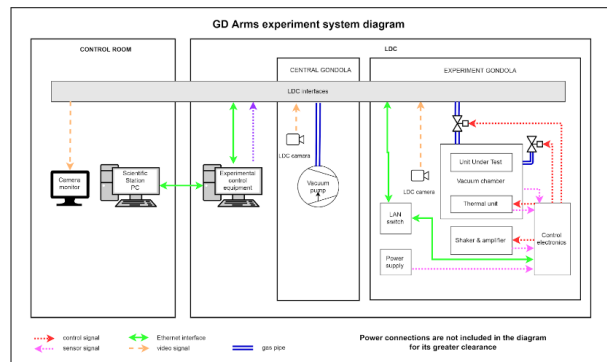 GD Arms experiment system diagram
CONTROL ROOM
LDC
CENTRAL GONDOLA
EXPERIMENT GONDOLA
LDC Interfaces
LDC camera
Unit Under Test
Vacuum chamber
Camera
monitor
Scientific
Station
PC
Experimental
control
equipment
Vacuum
pump
LDC camera
Thermal unit
LAN
switch
Shaker & amplifier
Control
electronics
Power
supply
control signal
Ethernet interface
gas pipe
sensor signal
video signal
Power connections are not included in the diagram
for its greater clearance